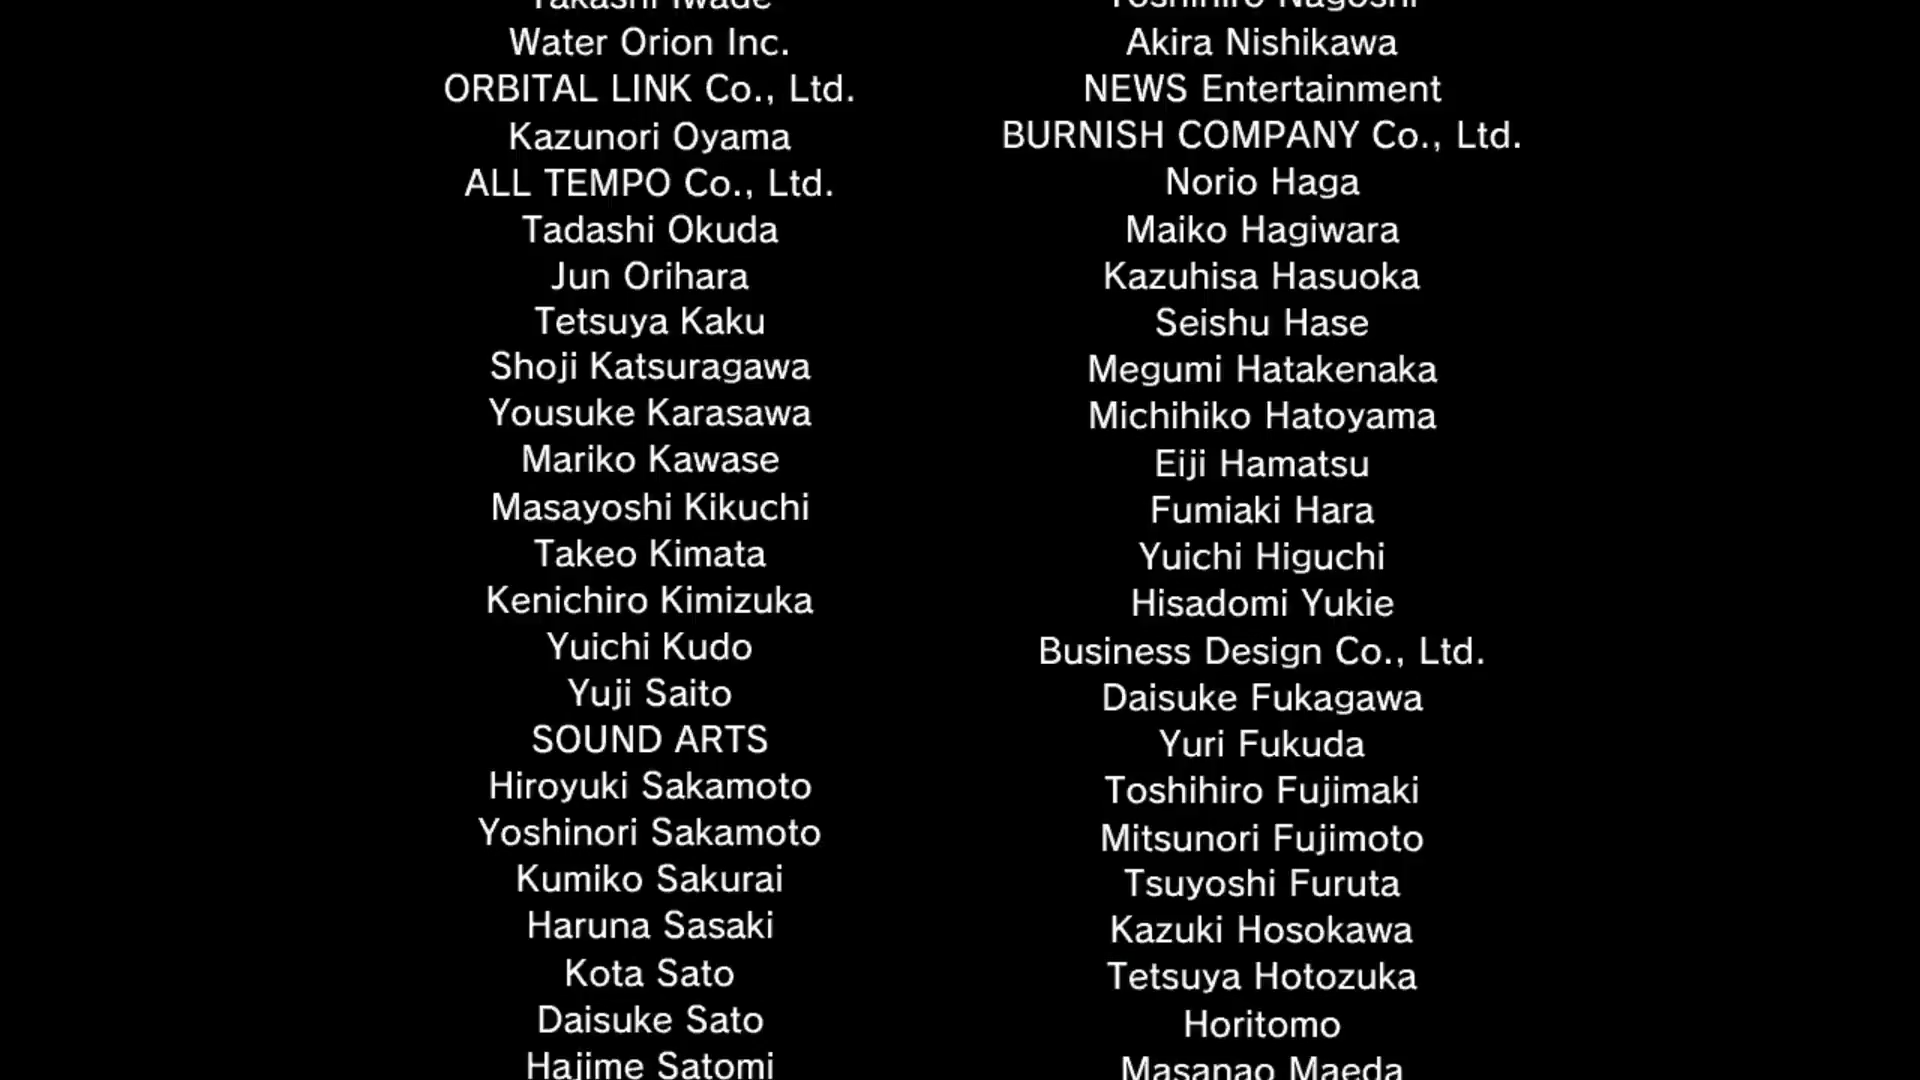 Takashi Iwade
Water Orion Inc.
ORBITAL LINK Co., Ltd.
Kazunori Oyama
ALL TEMPO Co., Ltd.
Tadashi Okuda
Jun Orihara
Tetsuya Kaku
Shoji Katsuragawa
Yousuke Karasawa
Mariko Kawase
Masayoshi Kikuchi
Takeo Kimata
Kenichiro Kimizuka
Yuichi Kudo
Yuji Saito
SOUND ARTS
Hiroyuki Sakamoto
Yoshinori Sakamoto
Kumiko Sakurai
Haruna Sasaki
Kota Sato
Daisuke Sato
Hajime Satomi
Toshihiro Nagoshi
Akira Nishikawa
NEWS Entertainment
BURNISH COMPANY Co., Ltd.
Norio Haga
Maiko Hagiwara
Kazuhisa Hasuoka
Seishu Hase
Megumi Hatakenaka
Michihiko Hatoyama
Eiji Hamatsu
Fumiaki Hara
Yuichi Higuchi
Hisadomi Yukie
Business Design Co., Ltd.
Daisuke Fukagawa
Yuri Fukuda
Toshihiro Fujimaki
Mitsunori Fujimoto
Tsuyoshi Furuta
Kazuki Hosokawa
Tetsuya Hotozuka
Horitomo
Masanao Maeda